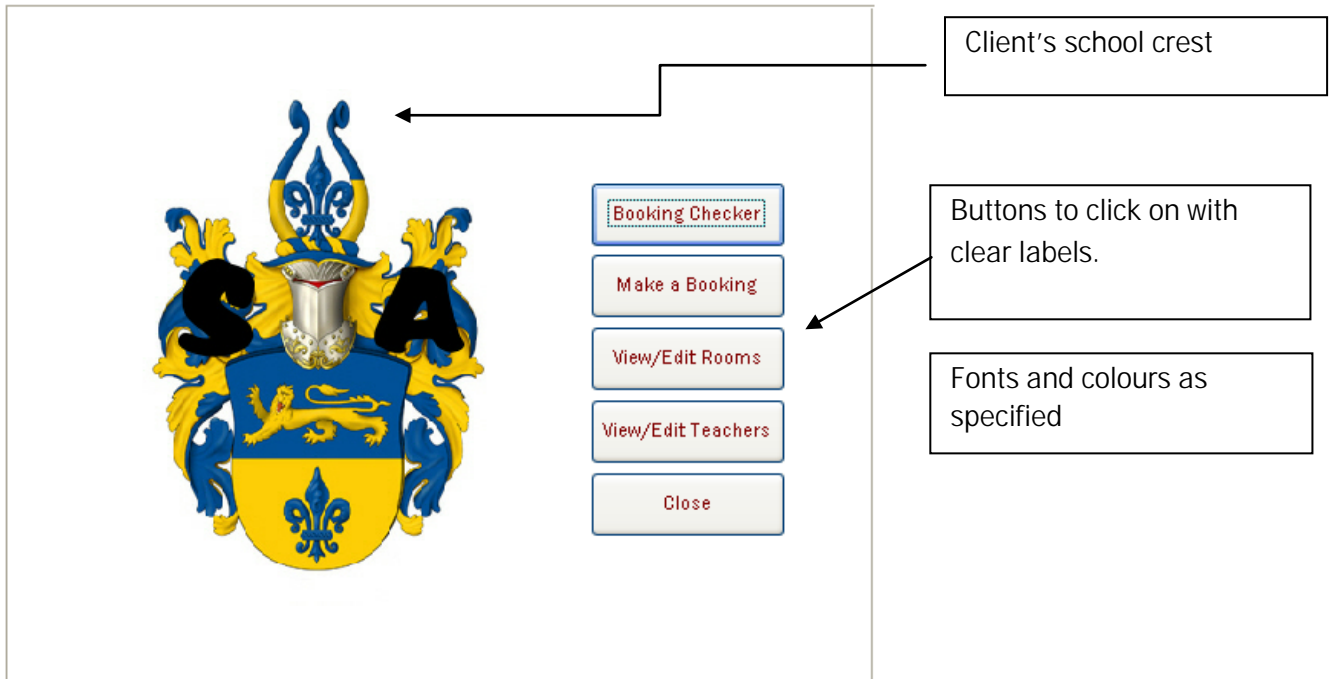 Client's school crest
S A
Booking Checker
Buttons to click on with
clear labels.
Make a Booking
View/Edit Rooms
Fonts and colours as
specified
View/Edit Teachers
Close